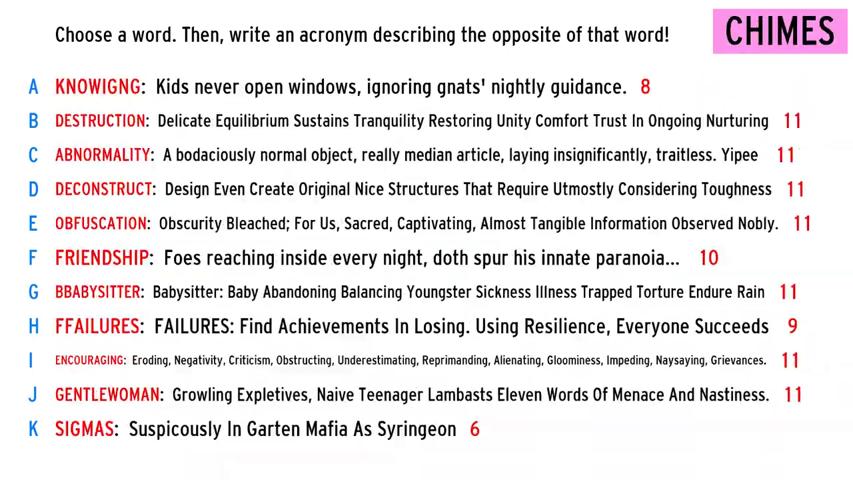 Choose a word. Then, write an acronym describing the opposite of that word! CHIMES
A KNOWIGNG: Kids never open windows, ignoring gnats' nightly guidance. 8
B DESTRUCTION: Delicate Equilibrium Sustains Tranquility Restoring Unity Comfort Trust In Ongoing Nurturing 11
C ABNORMALITY: A bodaciously normal object, really median article, laying insignificantly, traitless. Yipee 11
D DECONSTRUCT: Design Even Create Original Nice Structures That Require Utmostly Considering Toughness 11
E OBFUSCATION: Obscurity Bleached; For Us, Sacred, Captivating, Almost Tangible Information Observed Nobly. 11
F FRIENDSHIP: Foes reaching inside every night, doth spur his innate paranoia... 10
G BBABYSITTER: Babysitter: Baby Abandoning Balancing Youngster Sickness Illness Trapped Torture Endure Rain 11
H FFAILURES: FAILURES: Find Achievements In Losing. Using Resilience, Everyone Succeeds 9
I ENCOURAGING: Eroding, Negativity, Criticism, Obstructing, Underestimating, Reprimanding, Alienating, Gloominess, Impeding, Naysaying, Grievances. 11
J GENTLEWOMAN: Growling Expletives, Naive Teenager Lambasts Eleven Words Of Menace And Nastiness. 11
K SIGMAS: Suspicously In Garten Mafia As Syringeon 6